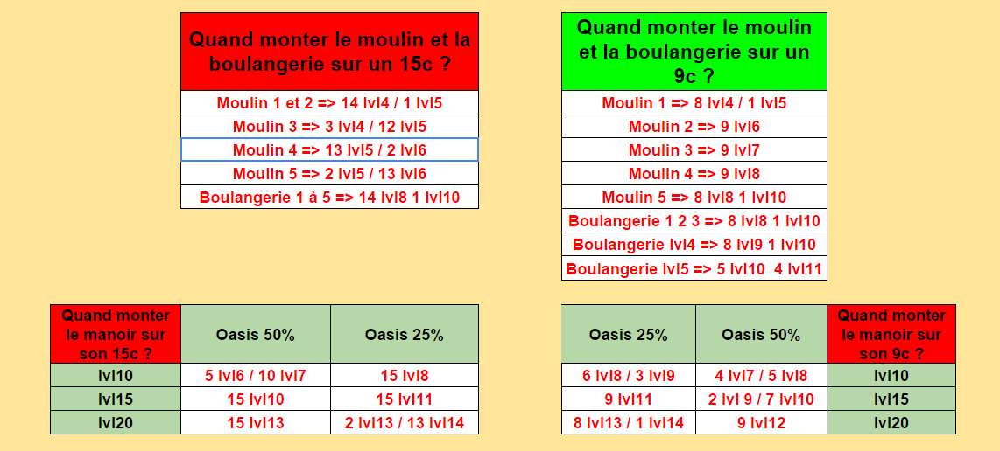 Quand monter le moulin et la
boulangerie sur un 15c ?
Moulin 1 et 2 => 14 lvl4 / 1 lvl5
Moulin 3 => 3 lvl4 / 12 lvl5
Moulin 4 => 13 lvl5 / 2 lvl6
Moulin 5 => 2 lvl5 / 13 lvl6
Boulangerie 1 à 5 => 14 lvl8 1 lvl10
Quand monter le moulin
et la boulangerie sur un
9c ?
Moulin 1 => 8 lvl4 / 1 lvl5
Moulin 2 => 9 lvl6
Moulin 3 => 9 lvl7
Moulin 4 => 9 lvl8
Moulin 5 => 8 lvl8 1 lvl10
Boulangerie 1 2 3 => 8 lvl8 1 lvl10
Boulangerie lvl4 => 8 lvl9 1 lvl10
Boulangerie lvl5 => 5 lvl10  4 lvl11
Quand monter
le manoir sur
son 15c ?
Oasis 50%
Oasis 25%
lvl10
5 lvl6 / 10 lvl7
15 lvl8
lvl15
15 lvl10
15 lvl11
lvl20
15 lvl13
2 lvl13 / 13 lvl14
Oasis 25%
Oasis 50%
Quand monter
le manoir sur
son 9c ?
6 lvl8 / 3 lvl9
4 lvl7 / 5 lvl8
lvl10
9 lvl11
2 lvl 9 / 7 lvl10
lvl15
8 lvl13 / 1 lvl14
9 lvl12
lvl20